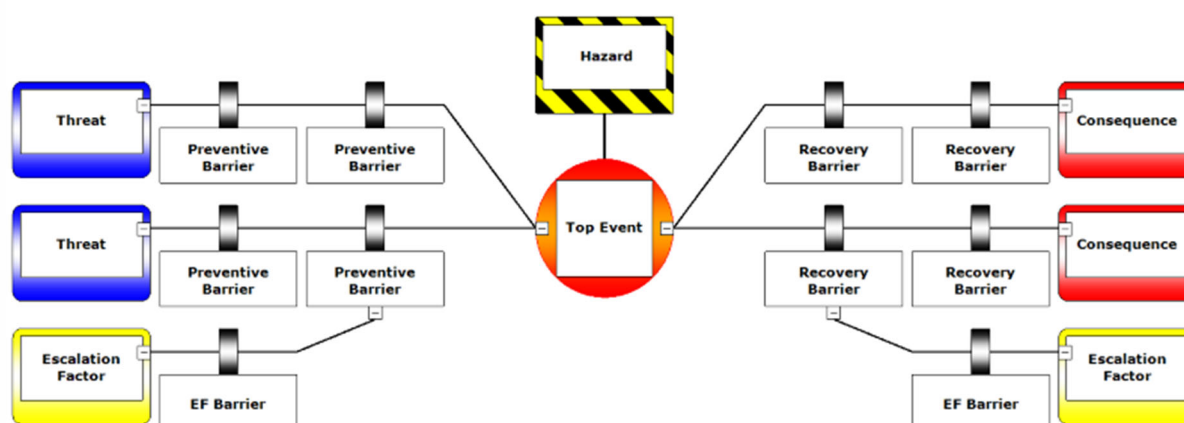 Hazard
Threat
Consequence
Preventive
Barrier
Preventive
Barrier
Recovery
Barrier
Recovery
Barrier
Top Event
Threat
Consequence
Preventive
Barrier
Preventive
Barrier
Recovery
Barrier
Recovery
Barrier
Escalation
Factor
Escalation
Factor
EF Barrier
EF Barrier